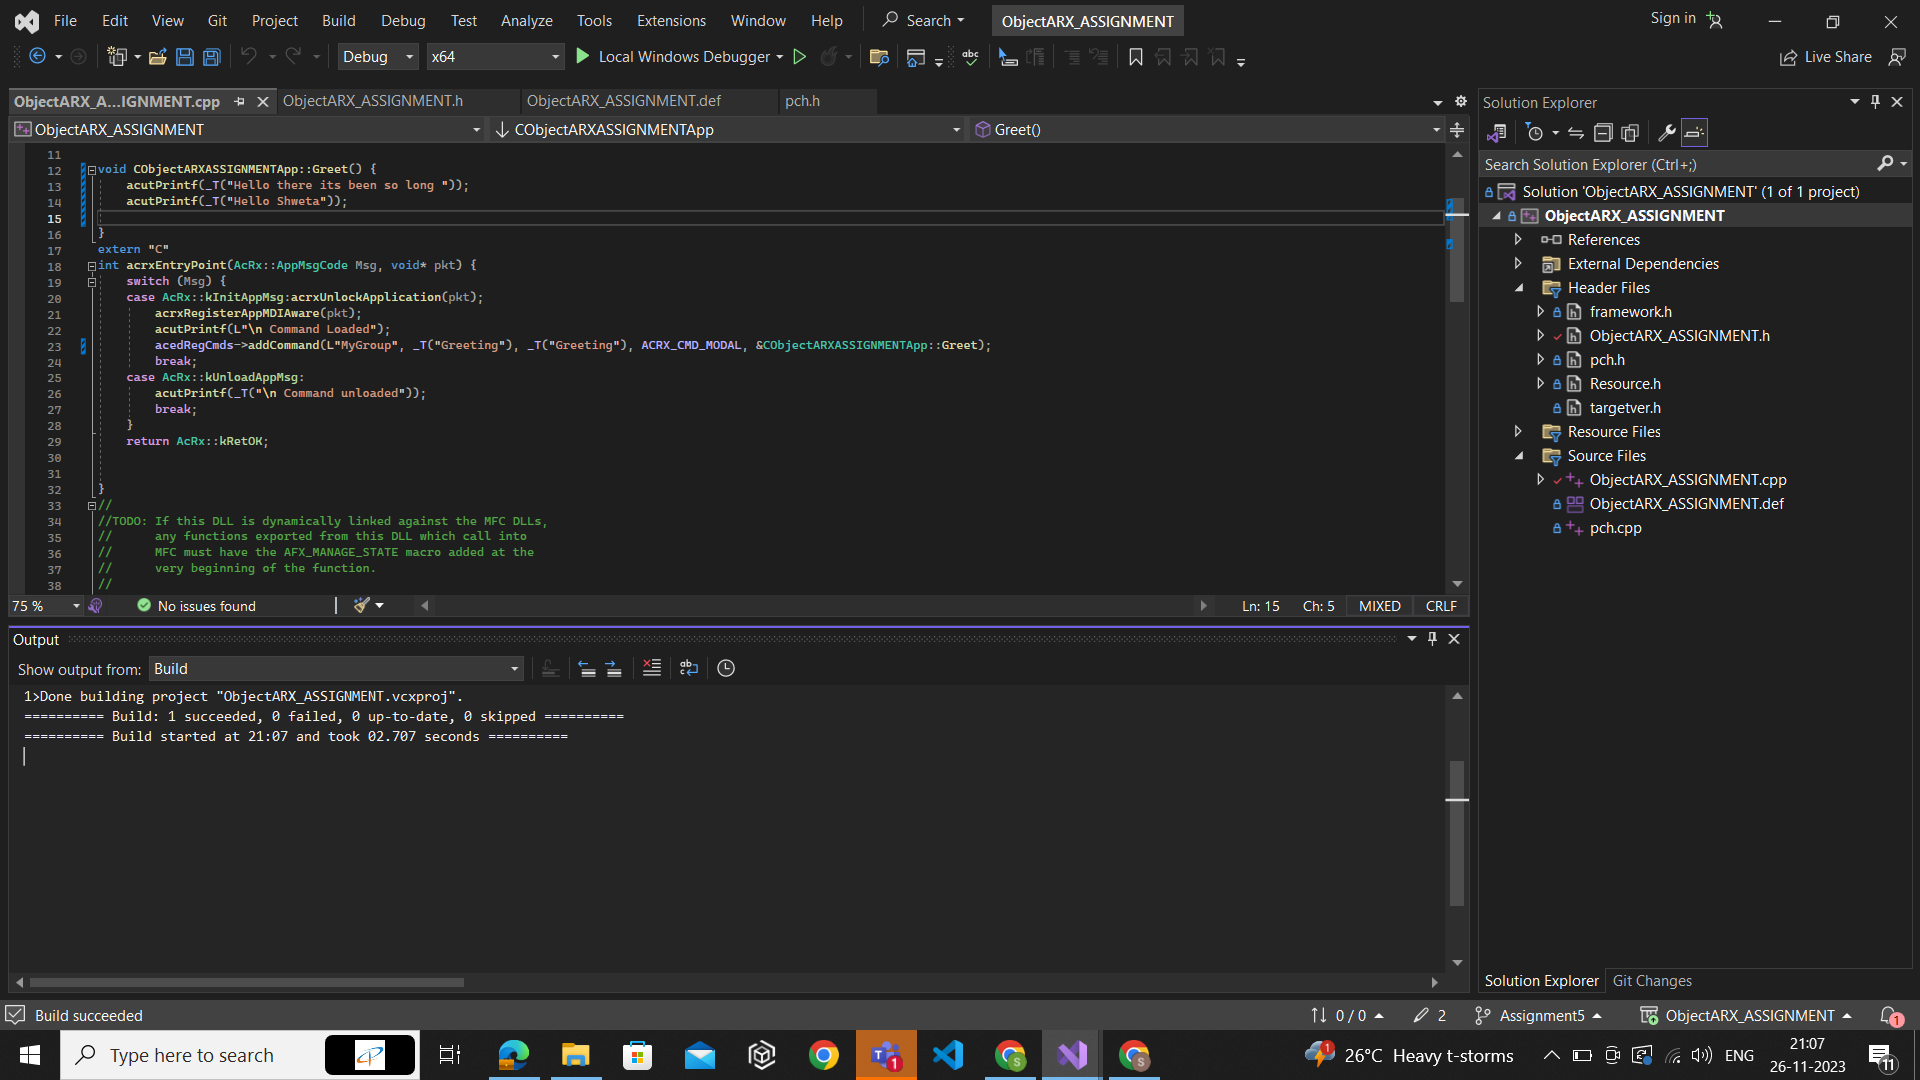 File Edit View Git Project Build Debug Test Analyze Tools Extensions Window Help Search ObjectARX_ASSIGNMENT Sign in
Debug x64 Local Windows Debugger Live Share
ObjectARX_A...IGNMENT.cpp ObjectARX_ASSIGNMENT.h ObjectARX_ASSIGNMENT.def pch.h
ObjectARX_ASSIGNMENT CObjectARXASSIGNMENTApp Greet()
11
12 void CObjectARXASSIGNMENTApp::Greet() {
13 acutPrintf(_T("Hello there its been so long "));
14 acutPrintf(_T("Hello Shweta"));
15
16 }
17 extern "C"
18 int acrxEntryPoint(AcRx::AppMsgCode Msg, void* pkt) {
19 switch (Msg) {
20 case AcRx::kInitAppMsg:acrxUnlockApplication(pkt);
21 acrxRegisterAppMDIAware(pkt);
22 acutPrintf(L"\n Command Loaded");
23 acedRegCmds->addCommand(L"MyGroup", _T("Greeting"), _T("Greeting"), ACRX_CMD_MODAL, &CObjectARXASSIGNMENTApp::Greet);
24 break;
25 case AcRx::kUnloadAppMsg:
26 acutPrintf(_T("\n Command unloaded"));
27 break;
28 }
29 return AcRx::kRetOK;
30
31
32 }
33 //
34 //TODO: If this DLL is dynamically linked against the MFC DLLs,
35 // any functions exported from this DLL which call into
36 // MFC must have the AFX_MANAGE_STATE macro added at the
37 // very beginning of the function.
38 //
75 % No issues found Ln: 15 Ch: 5 MIXED CRLF
Output
Show output from: Build
1>Done building project "ObjectARX_ASSIGNMENT.vcxproj".
========== Build: 1 succeeded, 0 failed, 0 up-to-date, 0 skipped ==========
========== Build started at 21:07 and took 02.707 seconds ==========
Solution Explorer
Search Solution Explorer (Ctrl+;)
Solution 'ObjectARX_ASSIGNMENT' (1 of 1 project)
ObjectARX_ASSIGNMENT
References
External Dependencies
Header Files
framework.h
ObjectARX_ASSIGNMENT.h
pch.h
Resource.h
targetver.h
Resource Files
Source Files
ObjectARX_ASSIGNMENT.cpp
ObjectARX_ASSIGNMENT.def
pch.cpp
Solution Explorer Git Changes
Build succeeded 0 / 0 2 Assignment5 ObjectARX_ASSIGNMENT 1
Type here to search 1 S S 1 26°C Heavy t-storms ENG 21:07
26-11-2023 11